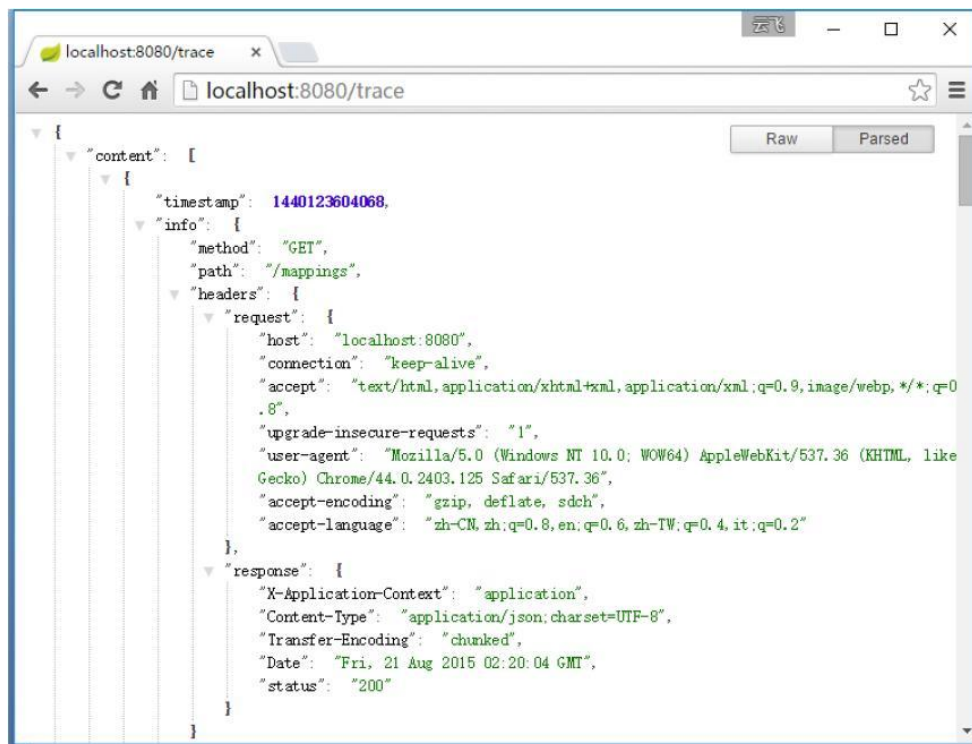 云飞
localhost:8080/trace
localhost:8080/trace
Raw
Parsed
{
"content": [
{
"timestamp": 1440123604068,
"info": {
"method": "GET",
"path": "/mappings",
"headers": {
"request": {
"host": "localhost:8080",
"connection": "keep-alive",
"accept": "text/html,application/xhtml+xml,application/xml;q=0.9,image/webp,*/*;q=0
.8",
"upgrade-insecure-requests": "1",
"user-agent": "Mozilla/5.0 (Windows NT 10.0; WOW64) AppleWebKit/537.36 (KHTML, like
Gecko) Chrome/44.0.2403.125 Safari/537.36",
"accept-encoding": "gzip, deflate, sdch",
"accept-language": "zh-CN,zh;q=0.8,en;q=0.6,zh-TW;q=0.4,it;q=0.2"
},
"response": {
"X-Application-Context": "application",
"Content-Type": "application/json;charset=UTF-8",
"Transfer-Encoding": "chunked",
"Date": "Fri, 21 Aug 2015 02:20:04 GMT",
"status": "200"
}
}